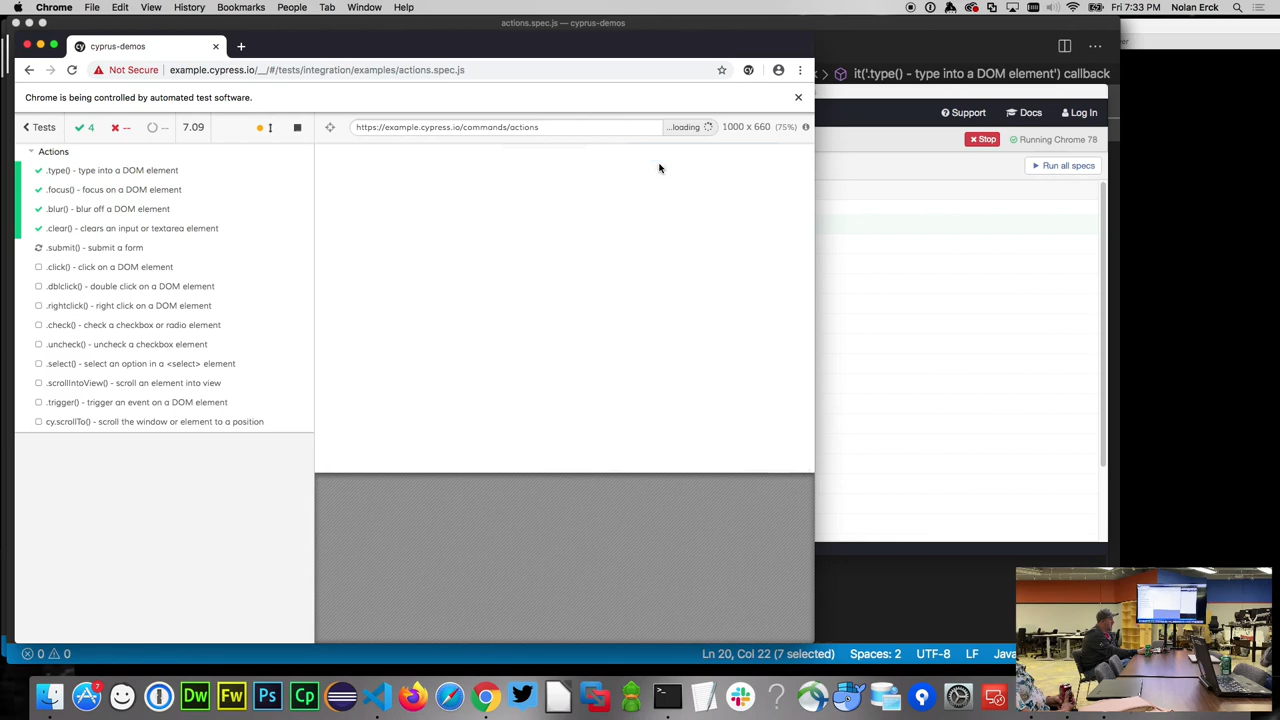 Chrome File Edit View History Bookmarks People Tab Window Help
Fri 7:33 PM Nolan Erck
actions.spec.js — cyprus-demos
cyprus-demos
Not Secure example.cypress.io/__/#/tests/integration/examples/actions.spec.js
it('.type() - type into a DOM element') callback
Chrome is being controlled by automated test software.
Support Docs Log In
Tests 4 -- -- 7.09
https://example.cypress.io/commands/actions ...loading 1000 x 660 (75%)
Stop Running Chrome 78
Run all specs
Actions
.type() - type into a DOM element
.focus() - focus on a DOM element
.blur() - blur off a DOM element
.clear() - clears an input or textarea element
.submit() - submit a form
.click() - click on a DOM element
.dblclick() - double click on a DOM element
.rightclick() - right click on a DOM element
.check() - check a checkbox or radio element
.uncheck() - uncheck a checkbox element
.select() - select an option in a <select> element
.scrollIntoView() - scroll an element into view
.trigger() - trigger an event on a DOM element
cy.scrollTo() - scroll the window or element to a position
0 0 Ln 20, Col 22 (7 selected) Spaces: 2 UTF-8 LF Java
7
Dw Fw Ps Cp